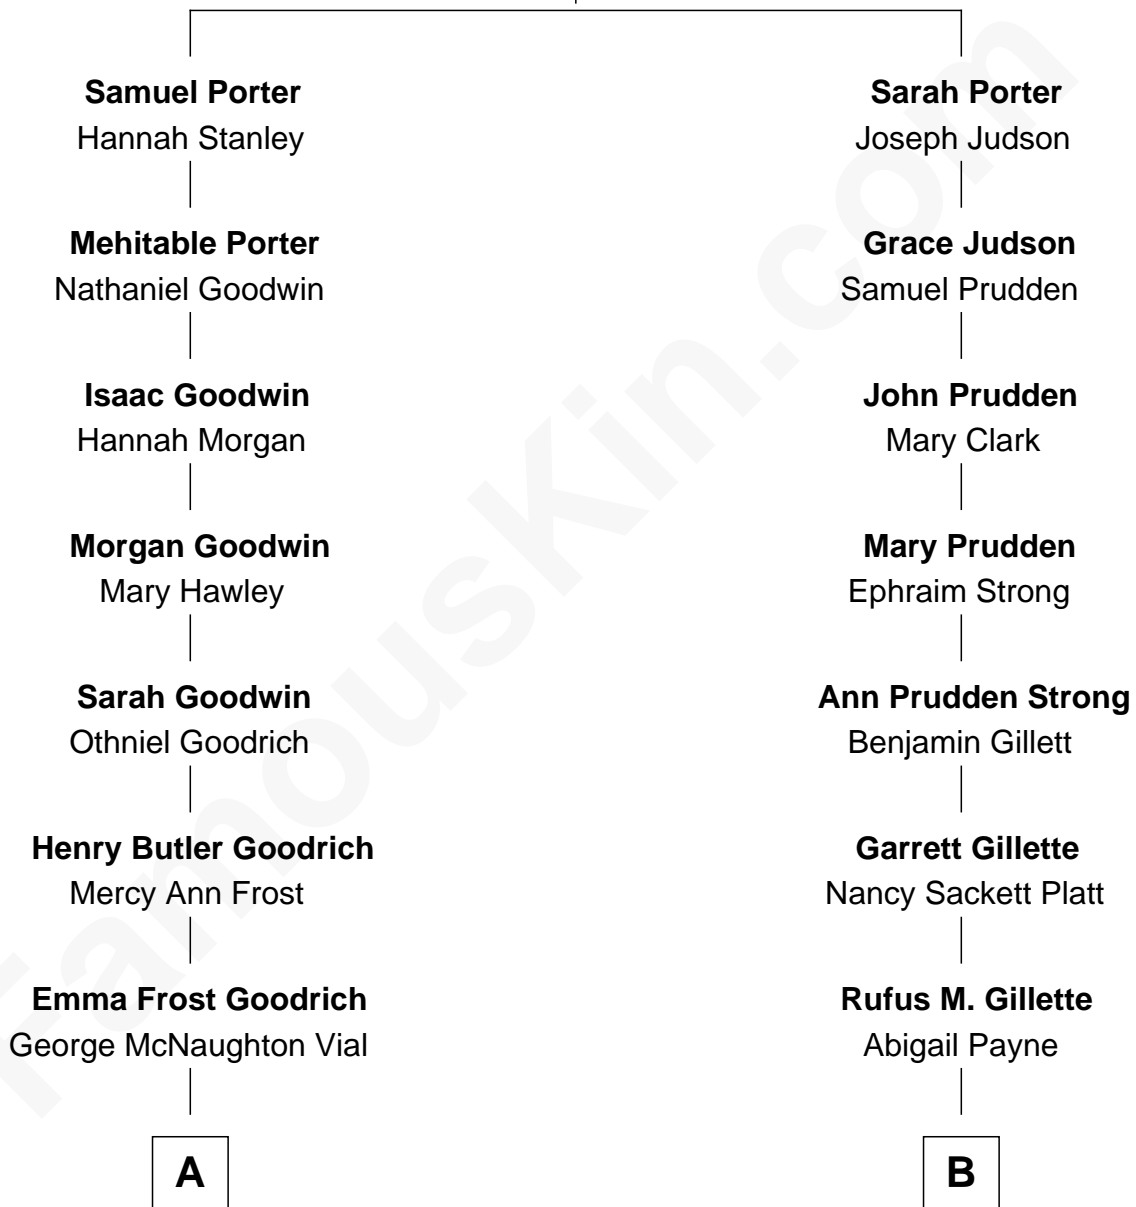 Samuel Porter
Hannah Stanley
Mehitable Porter
Nathaniel Goodwin
Isaac Goodwin
Hannah Morgan
Morgan Goodwin
Mary Hawley
Sarah Goodwin
Othniel Goodrich
Henry Butler Goodrich
Mercy Ann Frost
Emma Frost Goodrich
George McNaughton Vial
A
Sarah Porter
Joseph Judson
Grace Judson
Samuel Prudden
John Prudden
Mary Clark
Mary Prudden
Ephraim Strong
Ann Prudden Strong
Benjamin Gillett
Garrett Gillette
Nancy Sackett Platt
Rufus M. Gillette
Abigail Payne
B
FamousKin.com